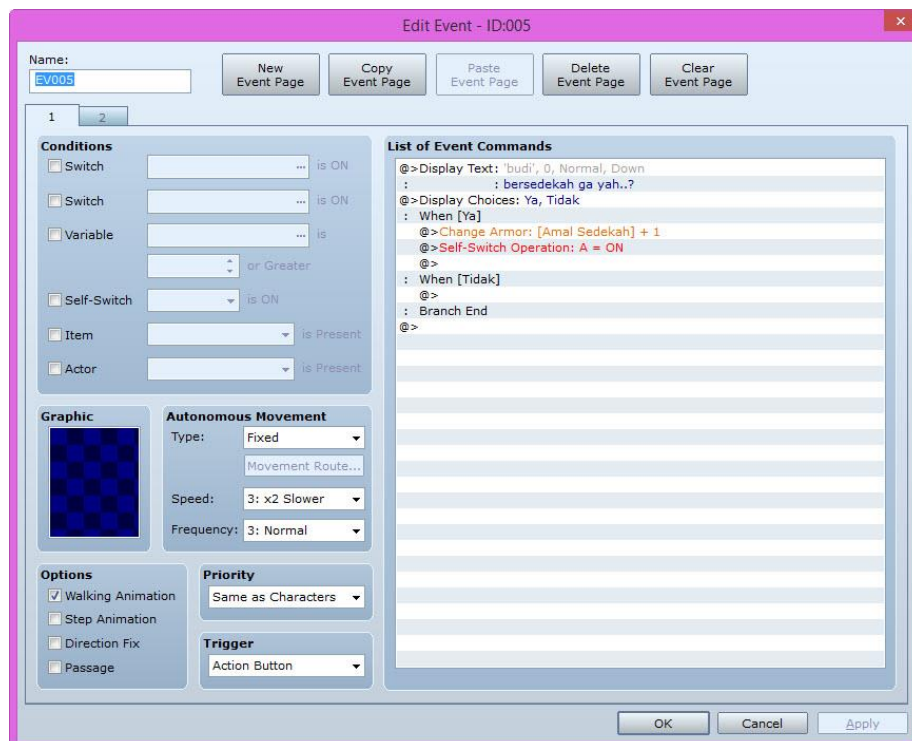 Edit Event - ID:005
x
Name:
EV005
New
Event Page
Copy
Event Page
Paste
Event Page
Delete
Event Page
Clear
Event Page
1
2
Conditions
Switch ... is ON
Switch ... is ON
Variable ... is
or Greater
Self-Switch is ON
Item is Present
Actor is Present
Graphic
Autonomous Movement
Type: Fixed
Movement Route...
Speed: 3: x2 Slower
Frequency: 3: Normal
Options
Walking Animation
Step Animation
Direction Fix
Passage
Priority
Same as Characters
Trigger
Action Button
List of Event Commands
@>Display Text: 'budi', 0, Normal, Down
: : bersedekah ga yah..?
@>Display Choices: Ya, Tidak
: When [Ya]
@>Change Armor: [Amal Sedekah] + 1
@>Self-Switch Operation: A = ON
@>
: When [Tidak]
@>
: Branch End
@>
OK
Cancel
Apply